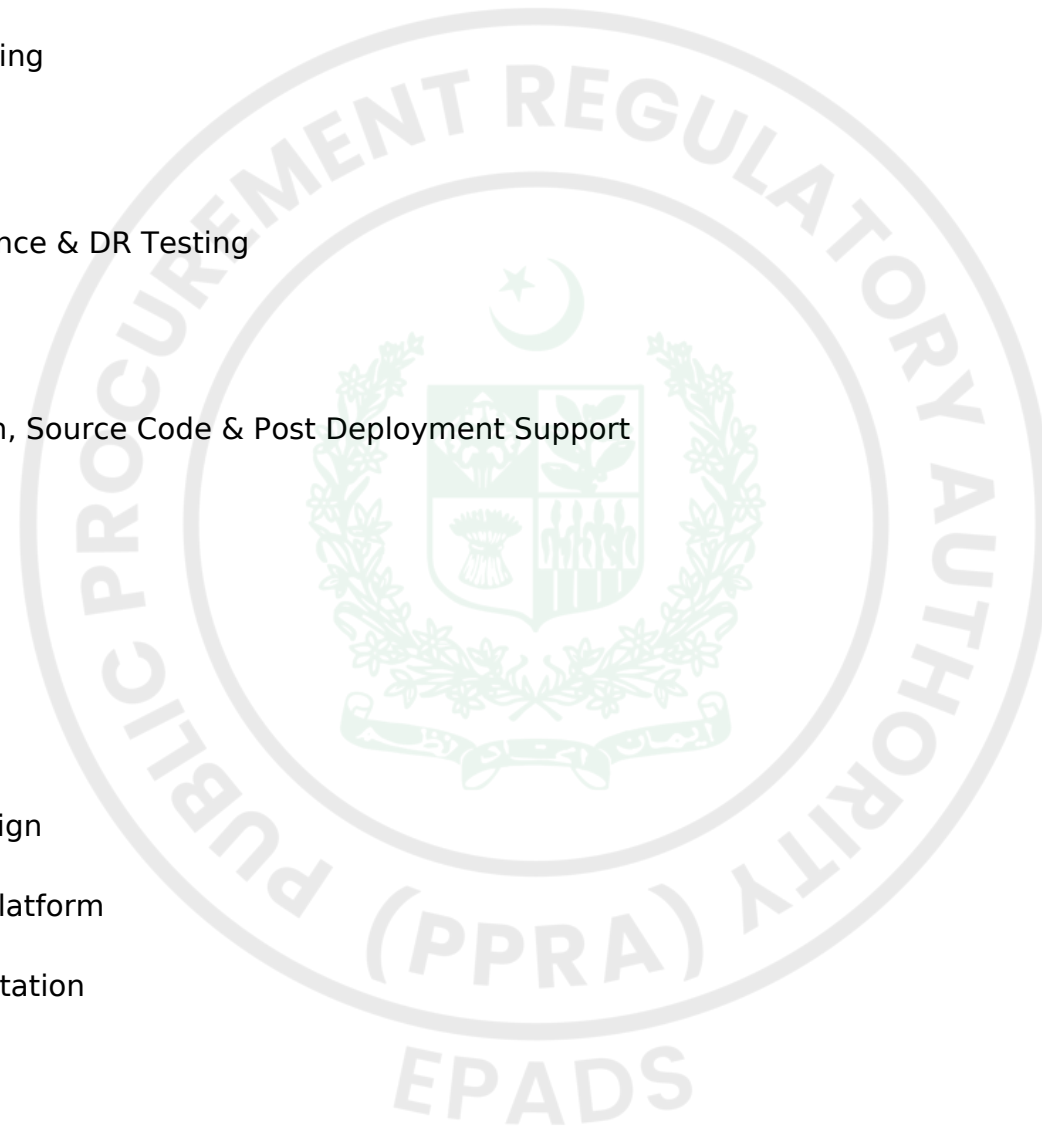 ing
nce & DR Testing
n, Source Code & Post Deployment Support
ign
latform
tation
PUBLIC PROCUREMENT REGULATORY AUTHORITY
(PPRA)
EPADS